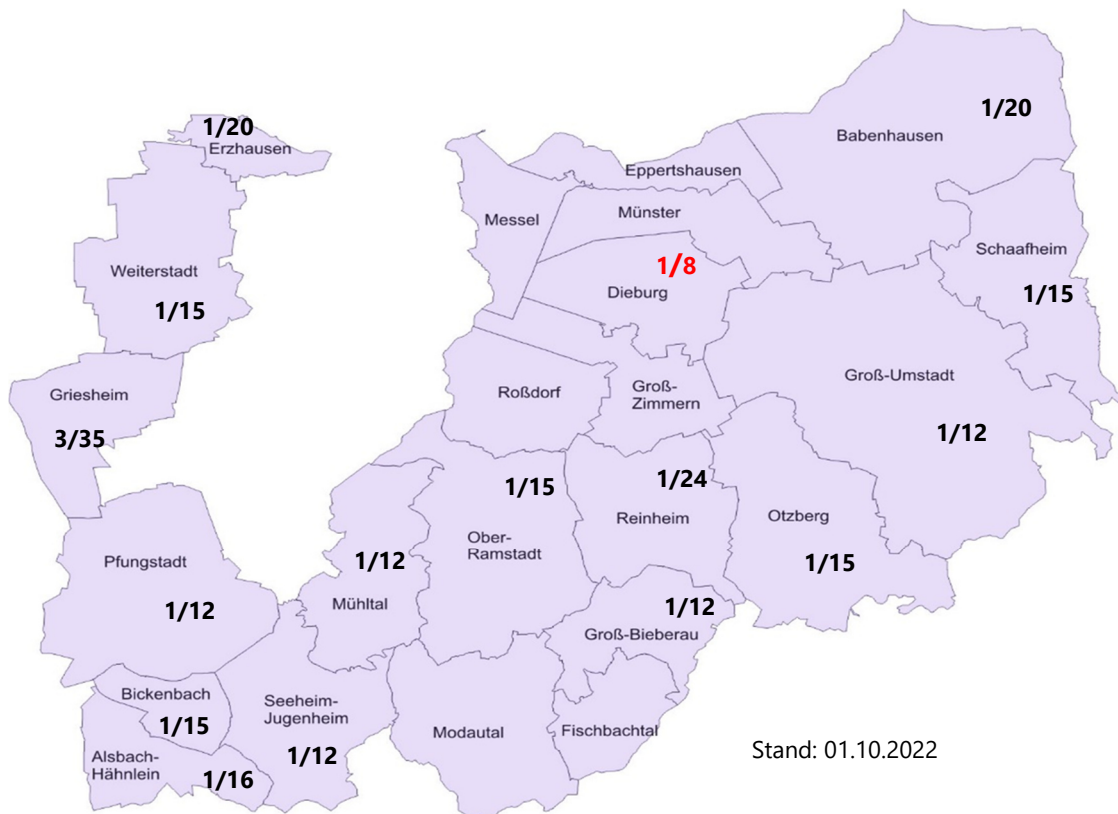 1/20
Erzhausen
1/20
Babenhausen
Eppertshausen
Messel
Münster
Schaafheim
1/15
Weiterstadt
1/15
1/8
Dieburg
Griesheim
3/35
Roßdorf
Groß-
Zimmern
Groß-Umstadt
1/12
1/15
Ober-
Ramstadt
1/24
Reinheim
Otzberg
1/15
Pfungstadt
1/12
1/12
Mühltal
1/12
Groß-Bieberau
Bickenbach
1/15
Seeheim-
Jugenheim
1/12
Modautal
Fischbachtal
Alsbach-
Hähnlein
1/16
Stand: 01.10.2022